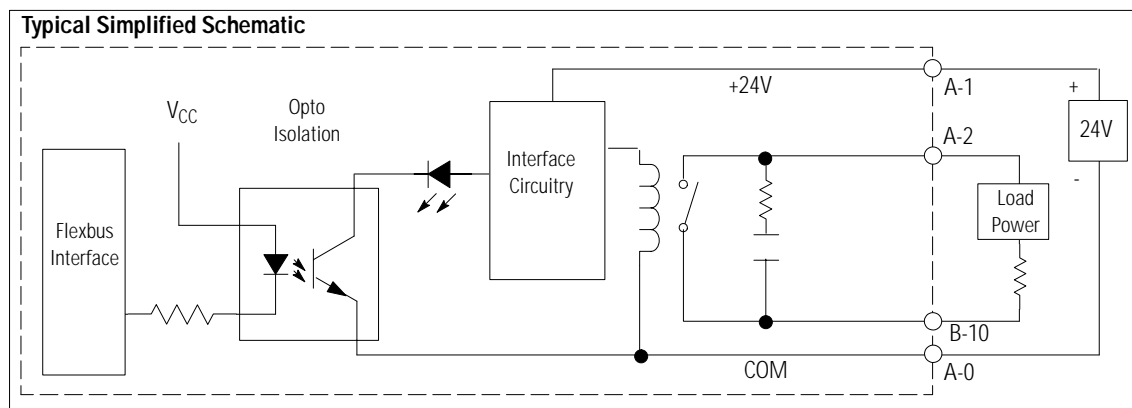 Typical Simplified Schematic
+24V
A-1
+
24V
-
VCC
Opto
Isolation
A-2
Interface
Circuitry
Load
Power
Flexbus
Interface
B-10
COM
A-0